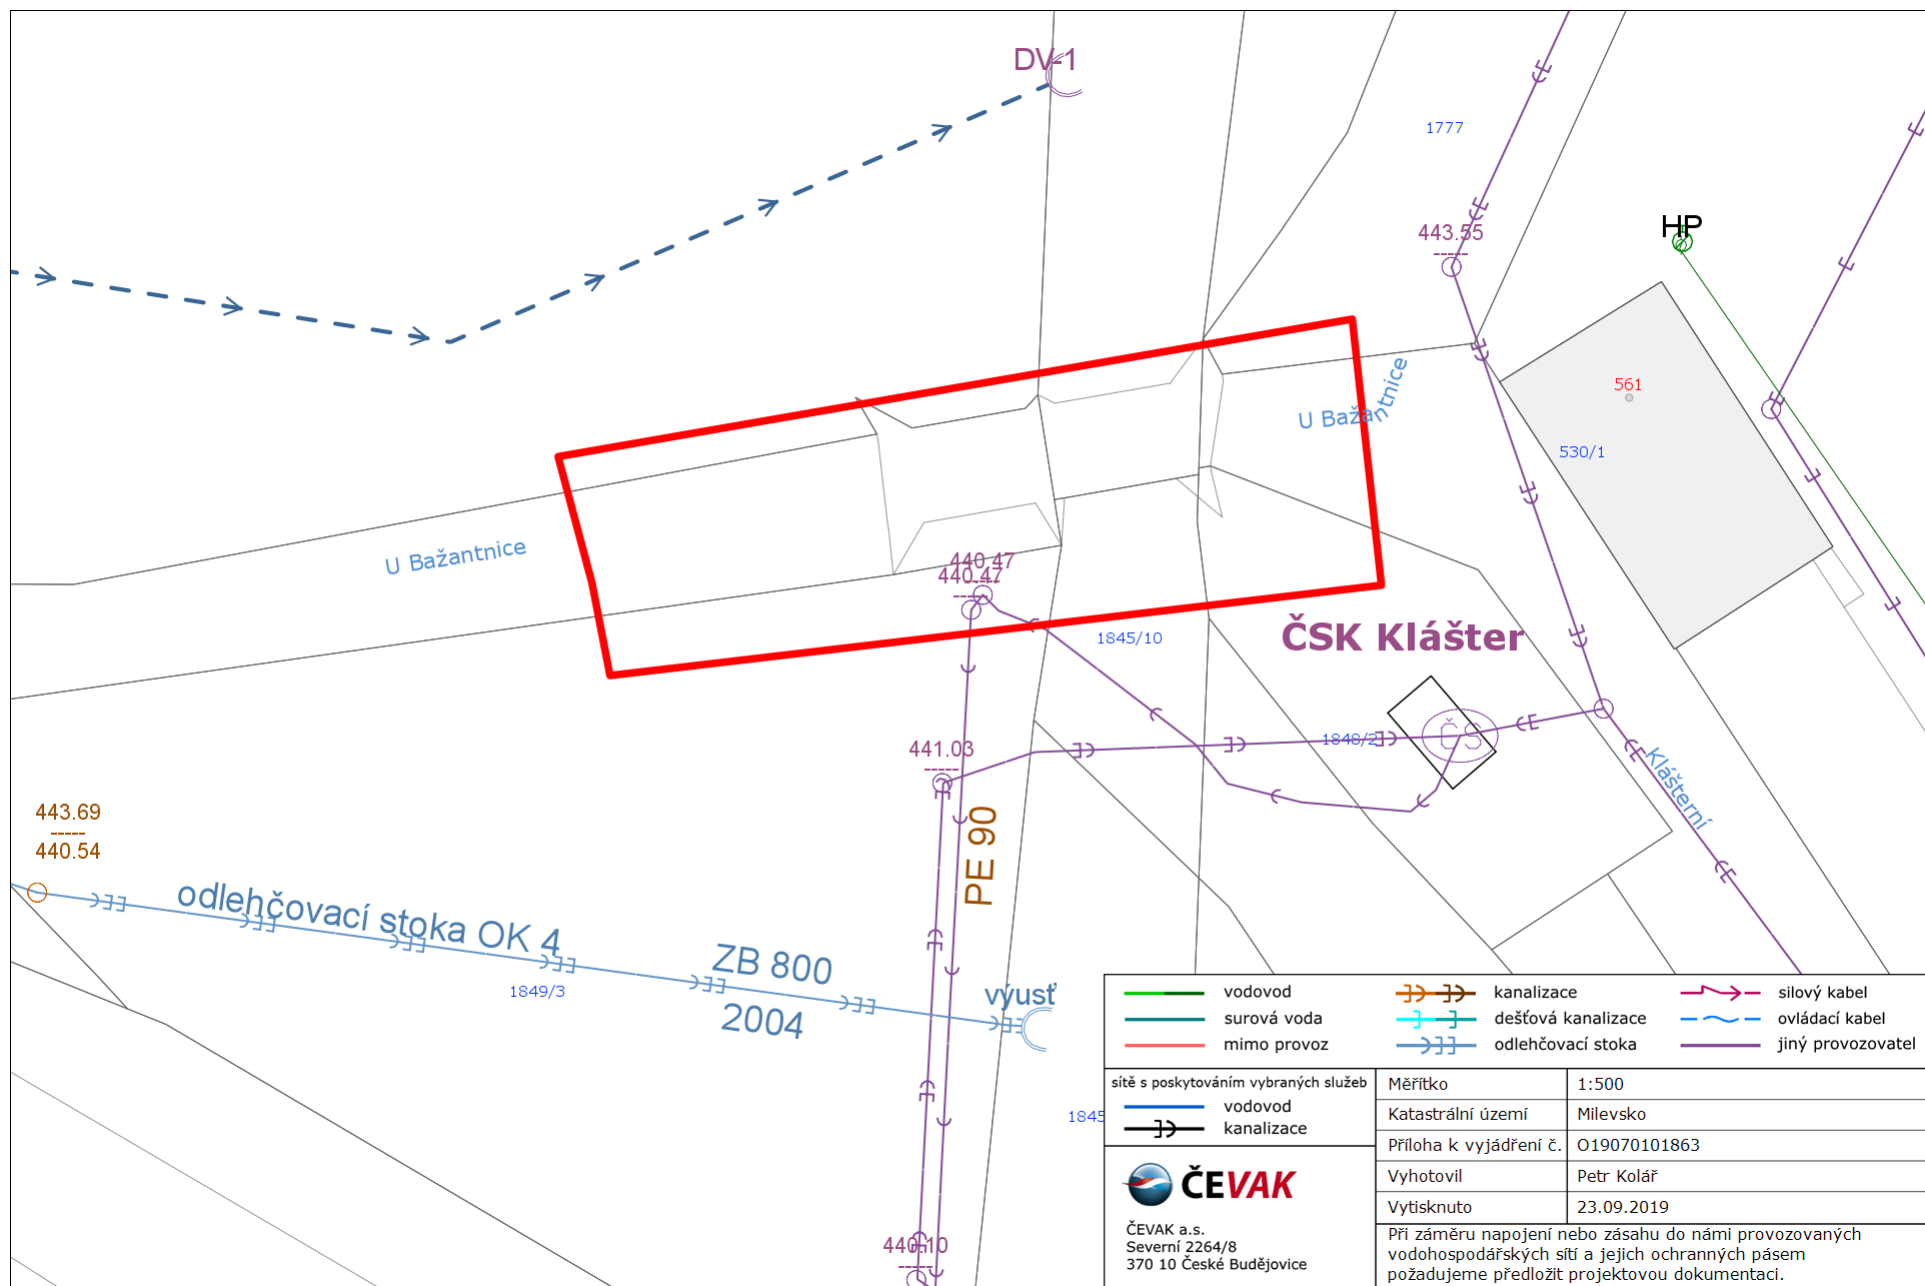 DV-1
1777
443.55
-----
HP
561
530/1
U Bažantnice
U Bažantnice
440.47
-----
440.47
-----
1845/10
ČSK Klášter
ČS
1848/2
Klášterní
441.03
-----
PE 90
443.69
-----
440.54
odlehčovací stoka OK 4
ZB 800
2004
výusť
1849/3
1845
440.10
-----
vodovod
surová voda
mimo provoz
kanalizace
dešťová kanalizace
odlehčovací stoka
silový kabel
ovládací kabel
jiný provozovatel
sítě s poskytováním vybraných služeb
vodovod
kanalizace
Měřítko 1:500
Katastrální území Milevsko
Příloha k vyjádření č. O19070101863
Vyhotovil Petr Kolář
Vytisknuto 23.09.2019
ČEVAK
ČEVAK a.s.
Severní 2264/8
370 10 České Budějovice
Při záměru napojení nebo zásahu do námi provozovaných
vodohospodářských sítí a jejich ochranných pásem
požadujeme předložit projektovou dokumentaci.